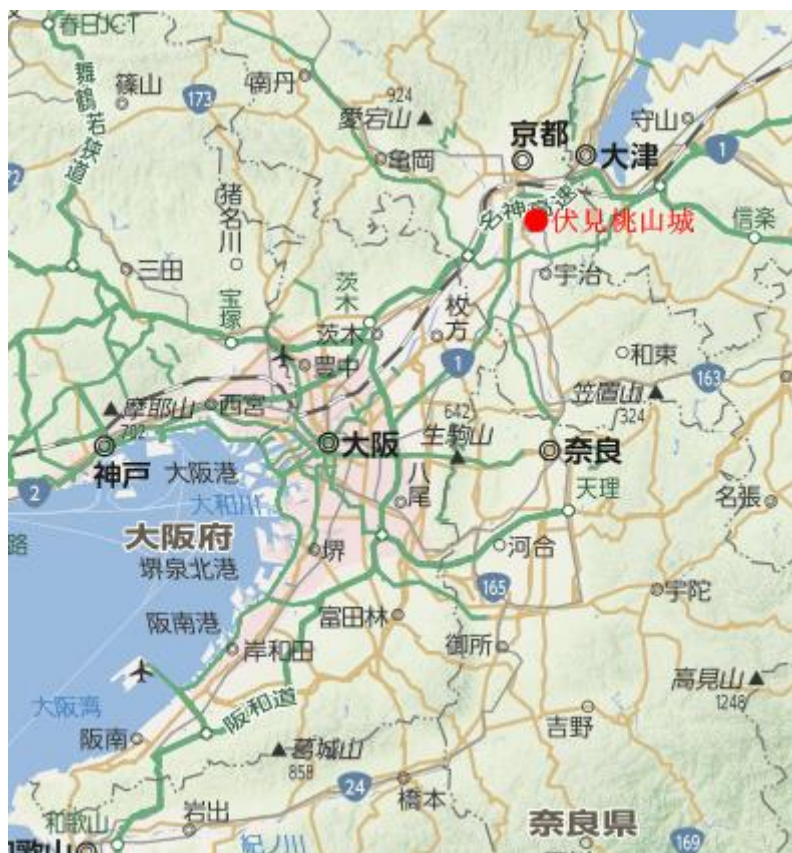 春日JCT
舞鶴若狭道
篠山
173
南丹
924
愛宕山
亀岡
京都
大津
守山
1
名神高速
伏見桃山城
信楽
猪名川
三田
宝塚
茨木
茨木
枚方
宇治
豊中
1
和東
163
笠置山
324
摩耶山
702
西宮
642
生駒山
大阪
奈良
神戸
大阪港
2
大和川
八尾
天理
名張
路
大阪府
堺
河合
堺泉北港
165
宇陀
阪南港
富田林
岸和田
御所
高見山
1248
大阪湾
阪和道
阪南
吉野
葛城山
858
24
橋本
和歌山
岩出
奈良県
紀ノ川
169
歌山